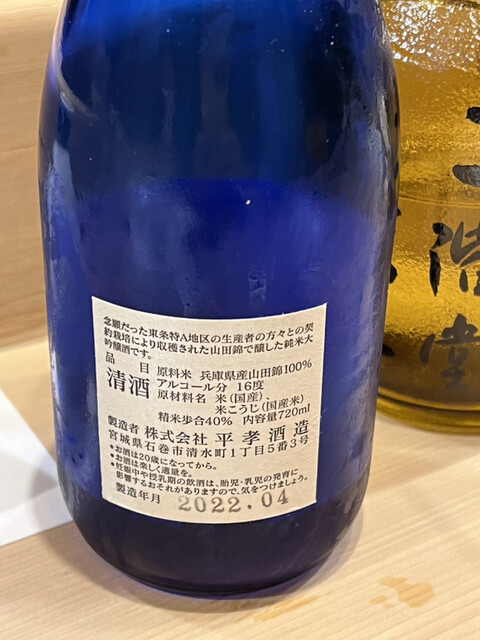 念願だった東条特A地区の生産者の方々との契
約栽培により収穫された山田錦で醸した純米大
吟醸酒です。
品 目 原料米 兵庫県産山田錦100%
清酒 アルコール分 16度
原材料名 米(国産)、
米こうじ(国産米)
精米歩合40% 内容量720ml
製造者 株式会社 平孝酒造
宮城県石巻市清水町1丁目5番3号
●お酒は20歳になってから。
●お酒は楽しく適量を。
●妊娠中や授乳期の飲酒は、胎児・乳児の発育に
影響するおそれがありますので、気をつけましょう。
製造年月 2022.04
二階堂